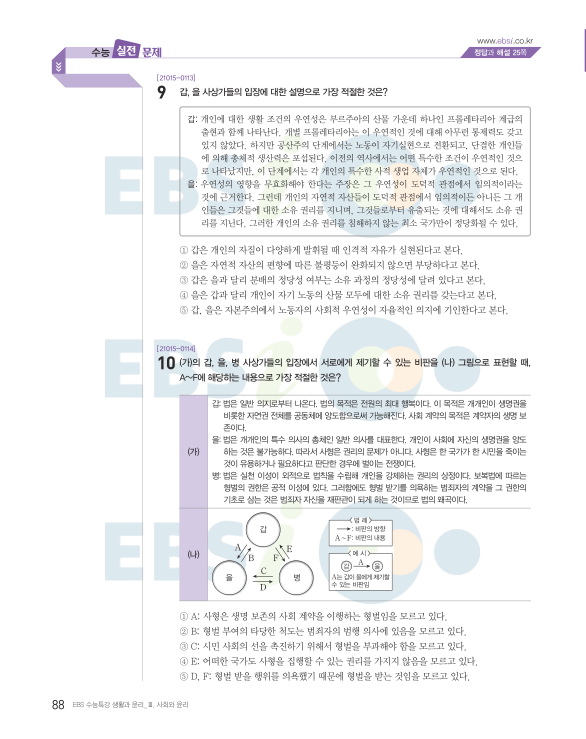 www.ebsi.co.kr
수능 실전 문제
정답과 해설 25쪽
[21015-0113]
9 갑, 을 사상가들의 입장에 대한 설명으로 가장 적절한 것은?
갑: 개인에 대한 생활 조건의 우연성은 부르주아의 산물 가운데 하나인 프롤레타리아 계급의
출현과 함께 나타난다. 개별 프롤레타리아는 이 우연적인 것에 대해 아무런 통제력도 갖고
있지 않았다. 하지만 공산주의 단계에서는 노동이 자기실현으로 전환되고, 단결한 개인들
에 의해 총체적 생산력은 포섭된다. 이전의 역사에서는 어떤 특수한 조건이 우연적인 것으
로 나타났지만, 이 단계에서는 각 개인의 특수한 사적 생업 자체가 우연적인 것으로 된다.
을: 우연성의 영향을 무효화해야 한다는 주장은 그 우연성이 도덕적 관점에서 임의적이라는
것에 근거한다. 그런데 개인의 자연적 자산들이 도덕적 관점에서 임의적이든 아니든 그 개
인들은 그것들에 대한 소유 권리를 지니며, 그것들로부터 유출되는 것에 대해서도 소유 권
리를 지닌다. 그러한 개인의 소유 권리를 침해하지 않는 최소 국가만이 정당화될 수 있다.
① 갑은 개인의 자질이 다양하게 발휘될 때 인격적 자유가 실현된다고 본다.
② 을은 자연적 자산의 편향에 따른 불평등이 완화되지 않으면 부당하다고 본다.
③ 갑은 을과 달리 분배의 정당성 여부는 소유 과정의 정당성에 달려 있다고 본다.
④ 을은 갑과 달리 개인이 자기 노동의 산물 모두에 대한 소유 권리를 갖는다고 본다.
⑤ 갑, 을은 자본주의에서 노동자의 사회적 우연성이 자율적인 의지에 기인한다고 본다.
[21015-0114]
10 (가)의 갑, 을, 병 사상가들의 입장에서 서로에게 제기할 수 있는 비판을 (나) 그림으로 표현할 때,
A~F에 해당하는 내용으로 가장 적절한 것은?
(가)
갑: 법은 일반 의지로부터 나온다. 법의 목적은 전원의 최대 행복이다. 이 목적은 개개인이 생명권을
비롯한 자연권 전체를 공동체에 양도함으로써 가능해진다. 사회 계약의 목적은 계약자의 생명 보
존이다.
을: 법은 개개인의 특수 의사의 총체인 일반 의사를 대표한다. 개인이 사회에 자신의 생명권을 양도
하는 것은 불가능하다. 따라서 사형은 권리의 문제가 아니다. 사형은 한 국가가 한 시민을 죽이는
것이 유용하거나 필요하다고 판단한 경우에 벌이는 전쟁이다.
병: 법은 실천 이성이 외적으로 법칙을 수립해 개인을 강제하는 권리의 상징이다. 보복법에 따르는
형벌의 권한은 공적 이성에 있다. 그러함에도 형벌 받기를 의욕하는 범죄자의 계약을 그 권한의
기초로 삼는 것은 범죄자 자신을 재판관이 되게 하는 것이므로 법의 왜곡이다.
(나)
갑
A
B
E
F
을
C
D
병
〈범 례〉
: 비판의 방향
A~F: 비판의 내용
〈예 시〉
갑 A 을
A는 갑이 을에게 제기할
수 있는 비판임
① A: 사형은 생명 보존의 사회 계약을 이행하는 형벌임을 모르고 있다.
② B: 형벌 부여의 타당한 척도는 범죄자의 범행 의사에 있음을 모르고 있다.
③ C: 시민 사회의 선을 촉진하기 위해서 형벌을 부과해야 함을 모르고 있다.
④ E: 어떠한 국가도 사형을 집행할 수 있는 권리를 가지지 않음을 모르고 있다.
⑤ D, F: 형벌 받을 행위를 의욕했기 때문에 형벌을 받는 것임을 모르고 있다.
88 EBS 수능특강 생활과 윤리_Ⅲ. 사회와 윤리
EBSi
EBSi
EBSi